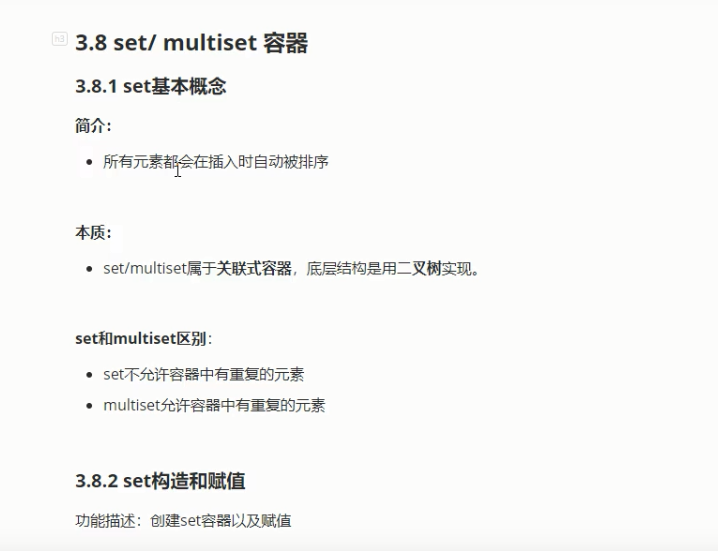 h3
3.8 set/ multiset 容器
3.8.1 set基本概念
简介：
所有元素都会在插入时自动被排序
本质：
set/multiset属于关联式容器，底层结构是用二叉树实现。
set和multiset区别：
set不允许容器中有重复的元素
multiset允许容器中有重复的元素
3.8.2 set构造和赋值
功能描述：创建set容器以及赋值